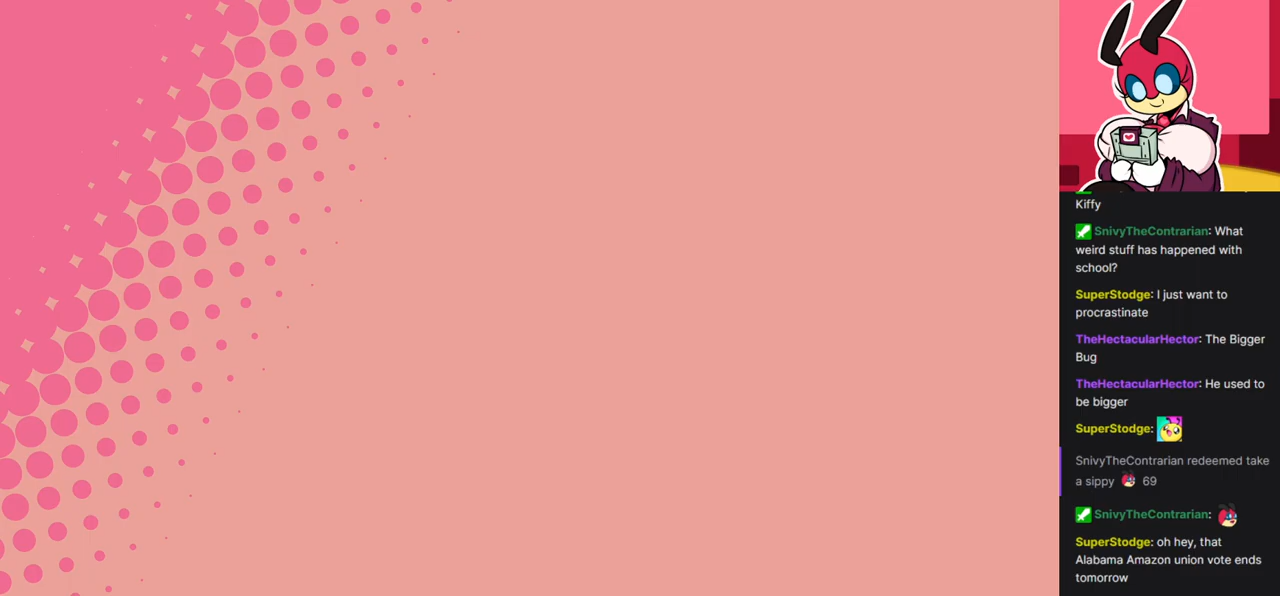 Kiffy
SnivyTheContrarian: What
weird stuff has happened with
school?
SuperStodge: I just want to
procrastinate
TheHectacularHector: The Bigger
Bug
TheHectacularHector: He used to
be bigger
SuperStodge:
SnivyTheContrarian redeemed take
a sippy 69
SnivyTheContrarian:
SuperStodge: oh hey, that
Alabama Amazon union vote ends
tomorrow